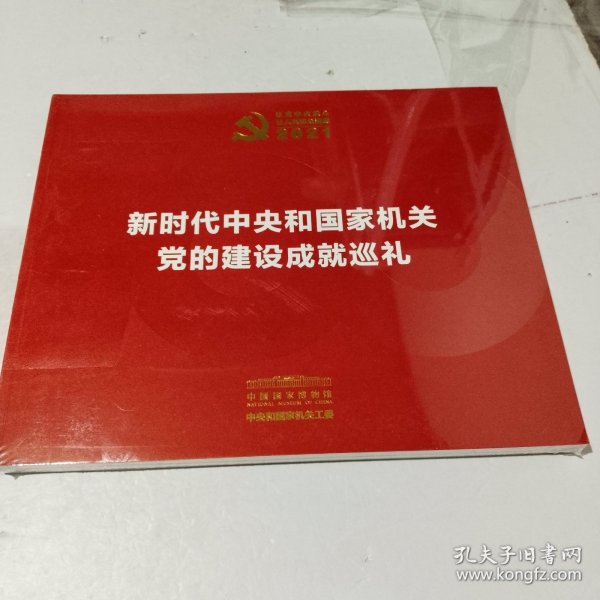 2021
新时代中央和国家机关
党的建设成就巡礼
中国国家博物馆
NATIONAL MUSEUM OF CHINA
中央和国家机关工委
孔夫子旧书网
www.kongfz.com